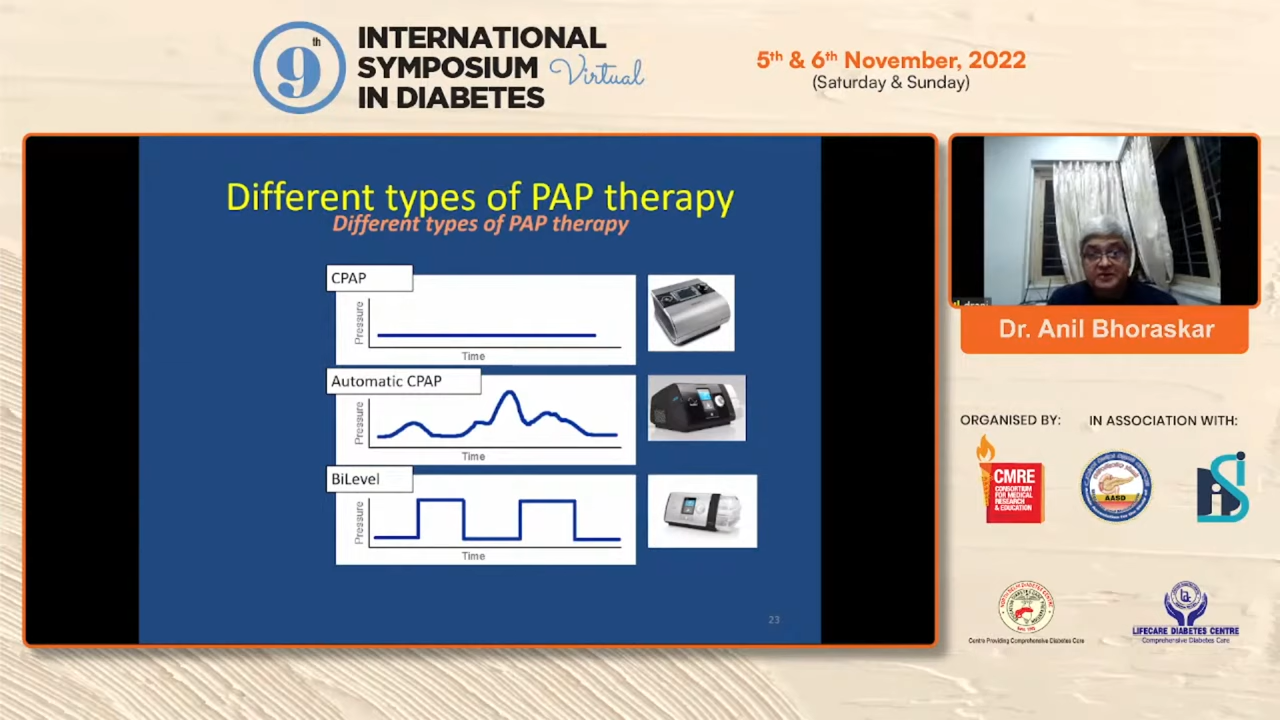 9th
INTERNATIONAL
SYMPOSIUM Virtual
IN DIABETES
5th & 6th November, 2022
(Saturday & Sunday)
Different types of PAP therapy
Different types of PAP therapy
CPAP
Pressure
Time
Automatic CPAP
Pressure
Time
BiLevel
Pressure
Time
23
Dr. Anil Bhoraskar
ORGANISED BY:
IN ASSOCIATION WITH:
CMRE
CONSORTIUM
FOR MEDICAL
RESEARCH
& EDUCATION
AASD
Centre Providing Comprehensive Diabetes Care
LIFECARE DIABETES CENTRE
Comprehensive Diabetes Care